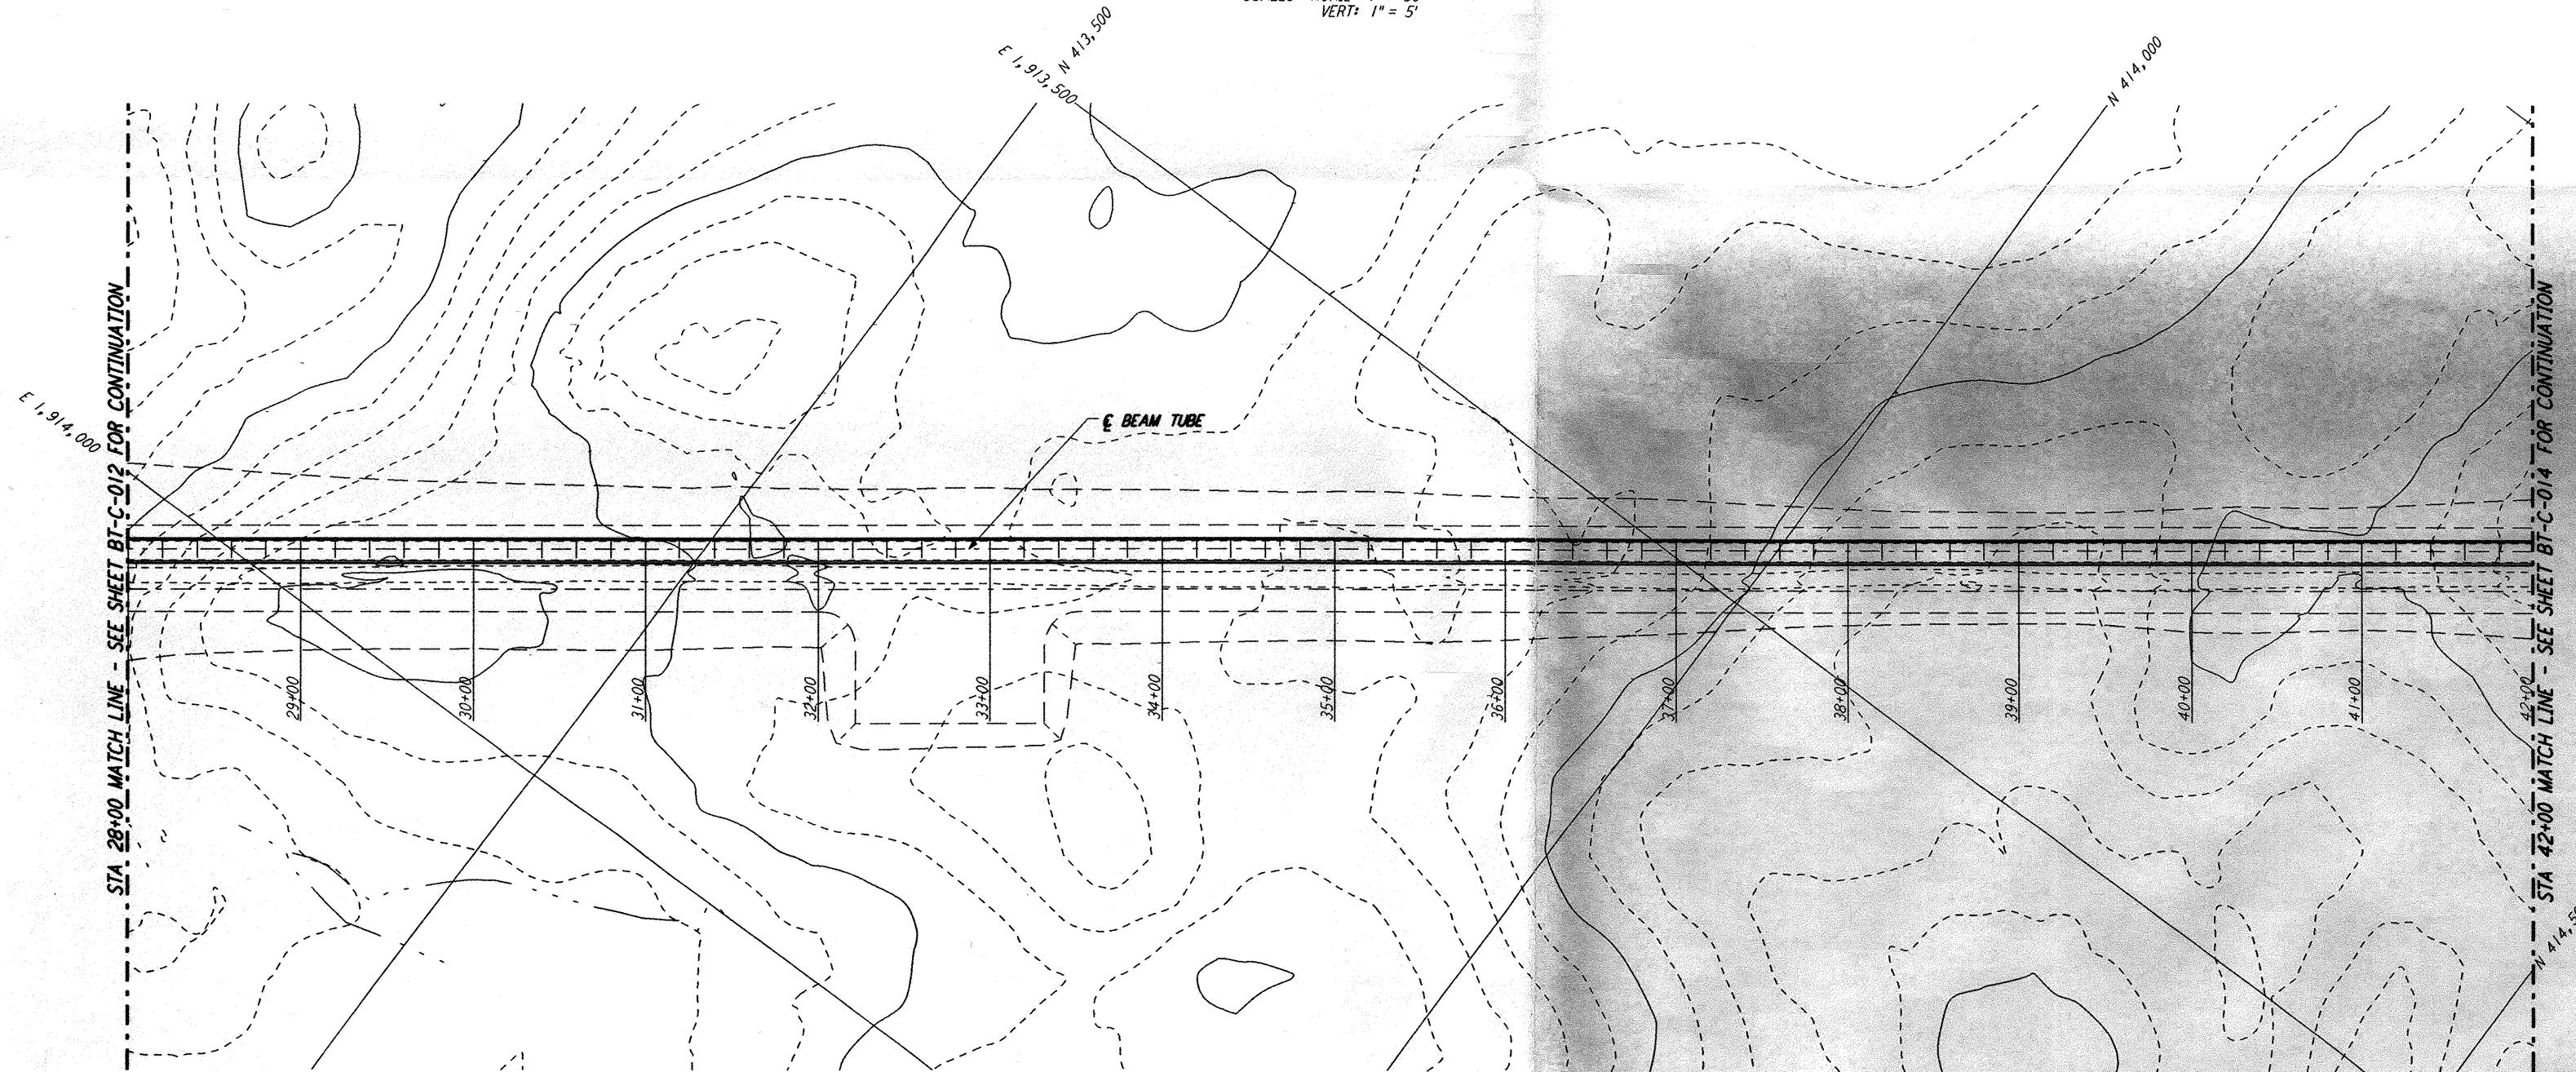 VERT: 1" = 5'
N 413,500
E 1,913,500
N 414,000
E 1,914,000
STA 28+00 MATCH LINE - SEE SHEET BT-C-012 FOR CONTINUATION
℄ BEAM TUBE
29+00
30+00
31+00
32+00
33+00
34+00
35+00
36+00
37+00
38+00
39+00
40+00
41+00
42+00
STA 42+00 MATCH LINE - SEE SHEET BT-C-014 FOR CONTINUATION